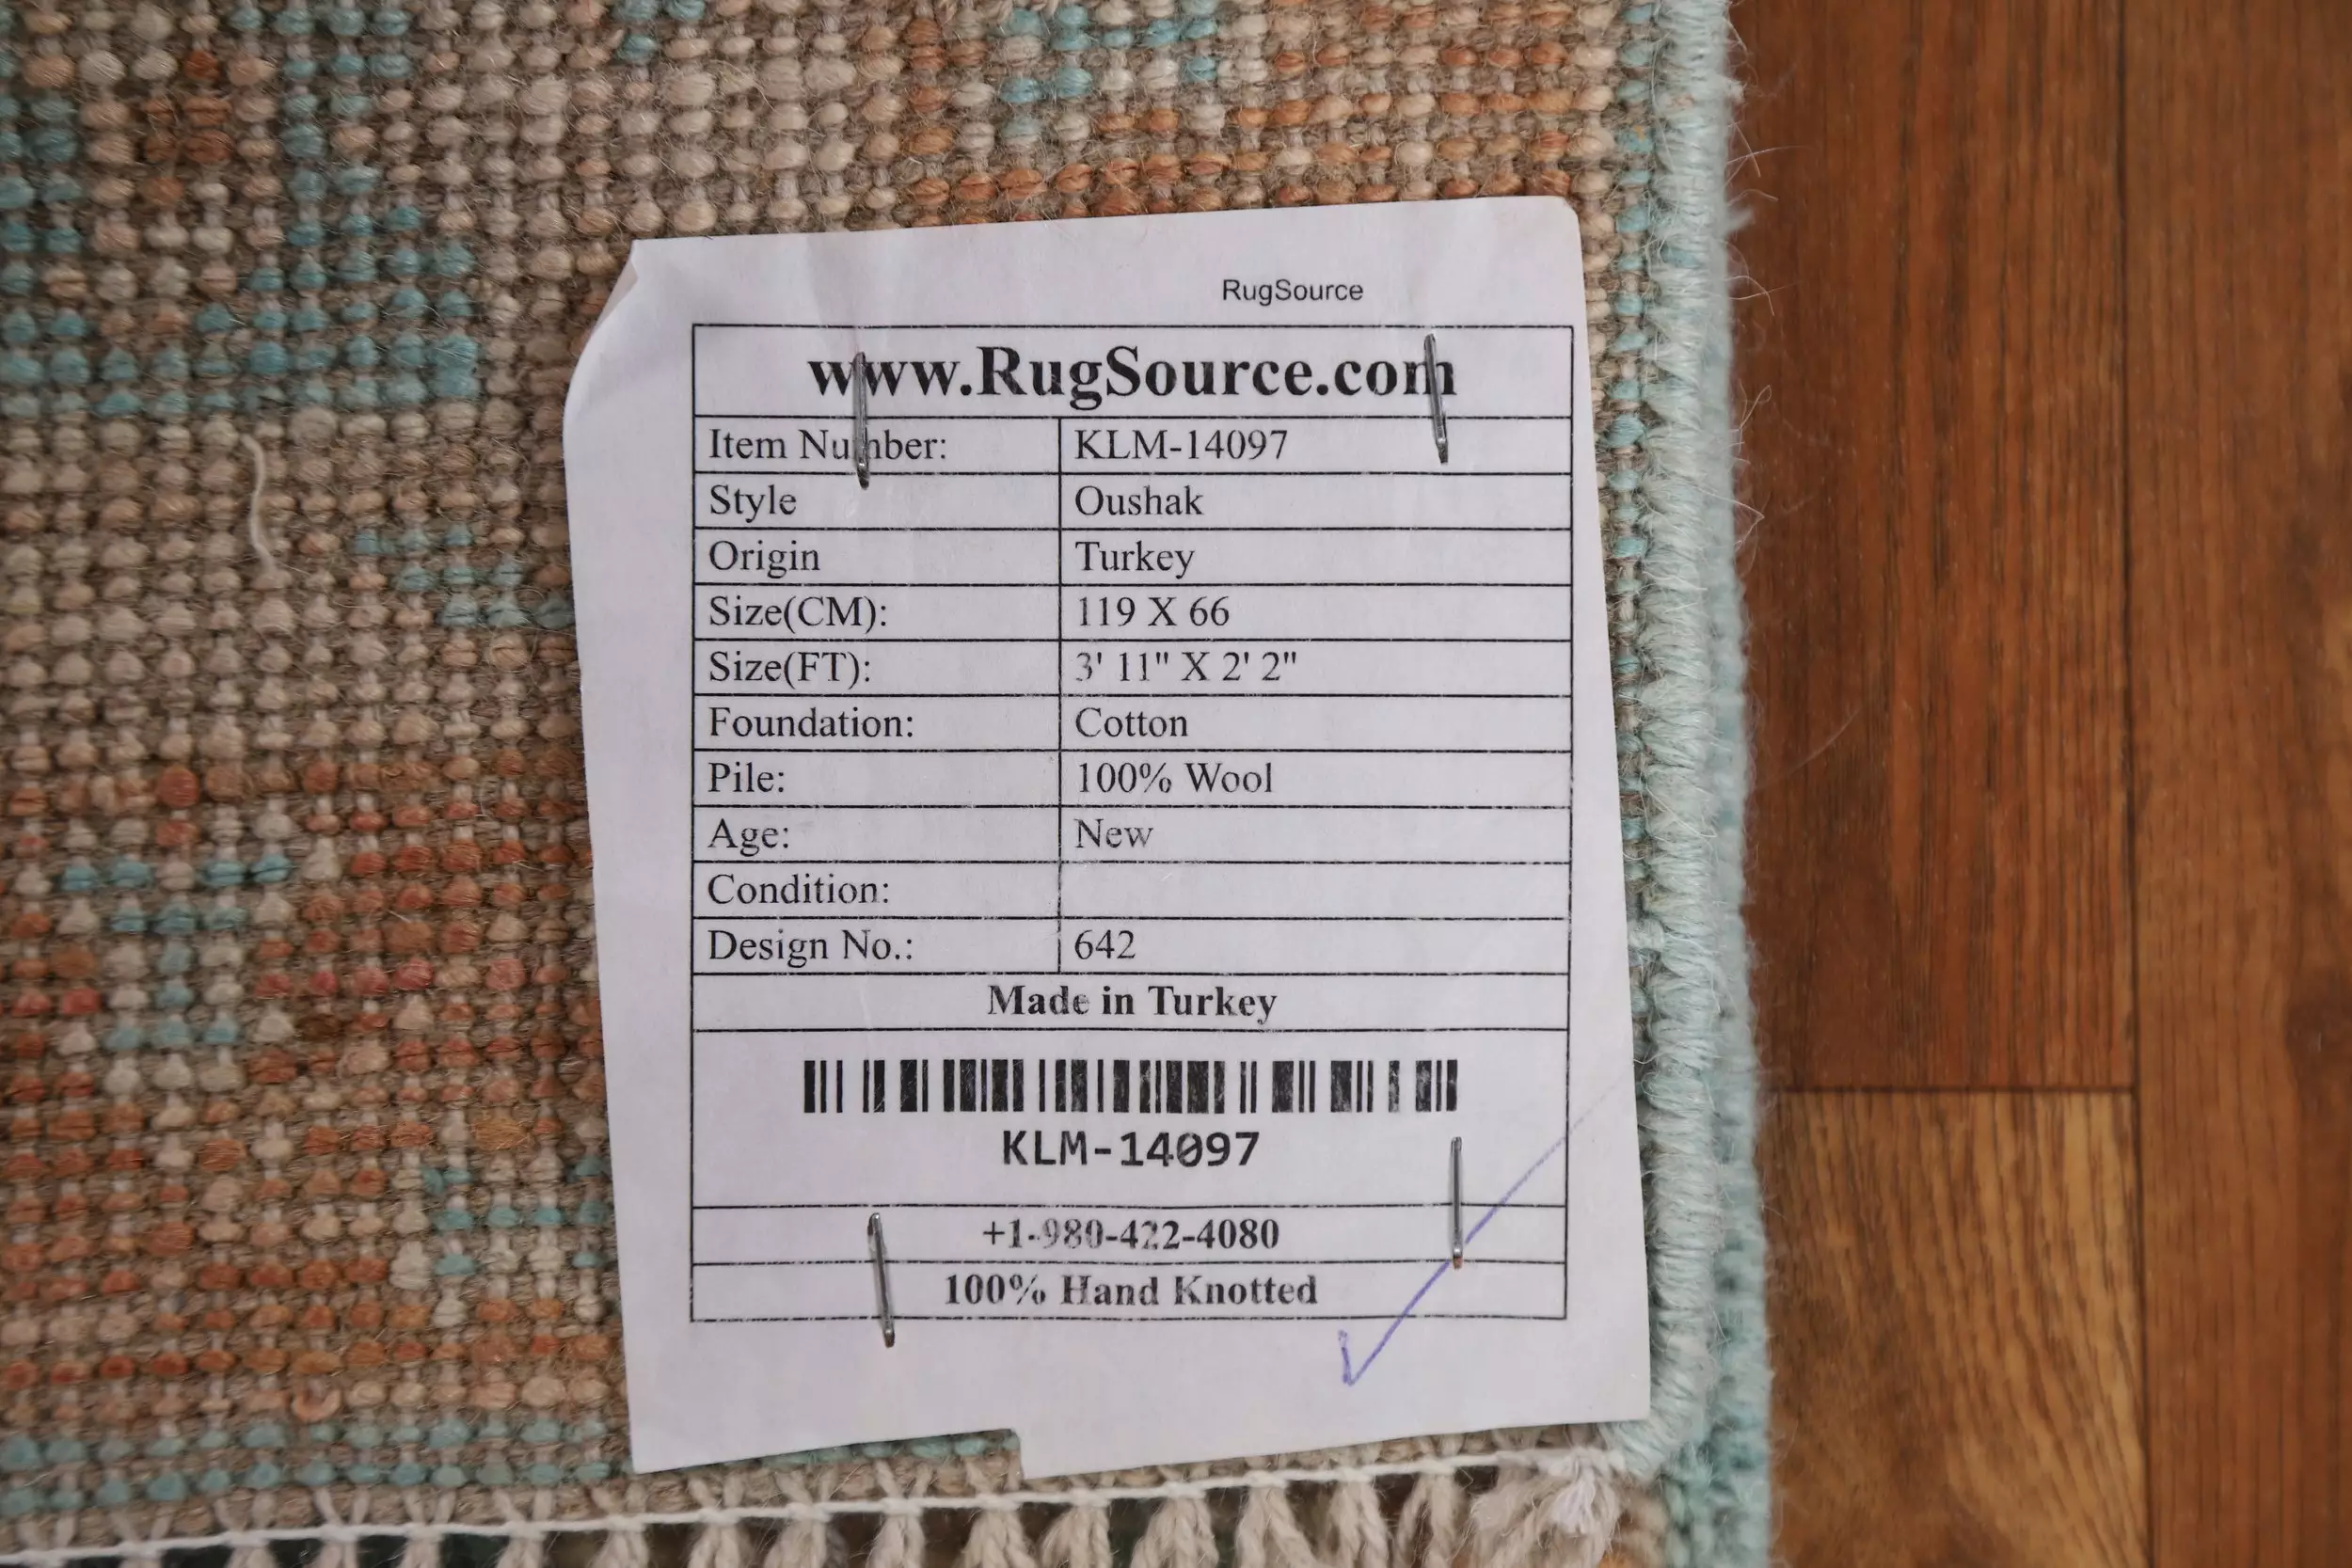 RugSource
www.RugSource.com
Item Number: KLM-14097
Style Oushak
Origin Turkey
Size(CM): 119 X 66
Size(FT): 3' 11" X 2' 2"
Foundation: Cotton
Pile: 100% Wool
Age: New
Condition:
Design No.: 642
Made in Turkey
KLM-14097
+1-980-422-4080
100% Hand Knotted